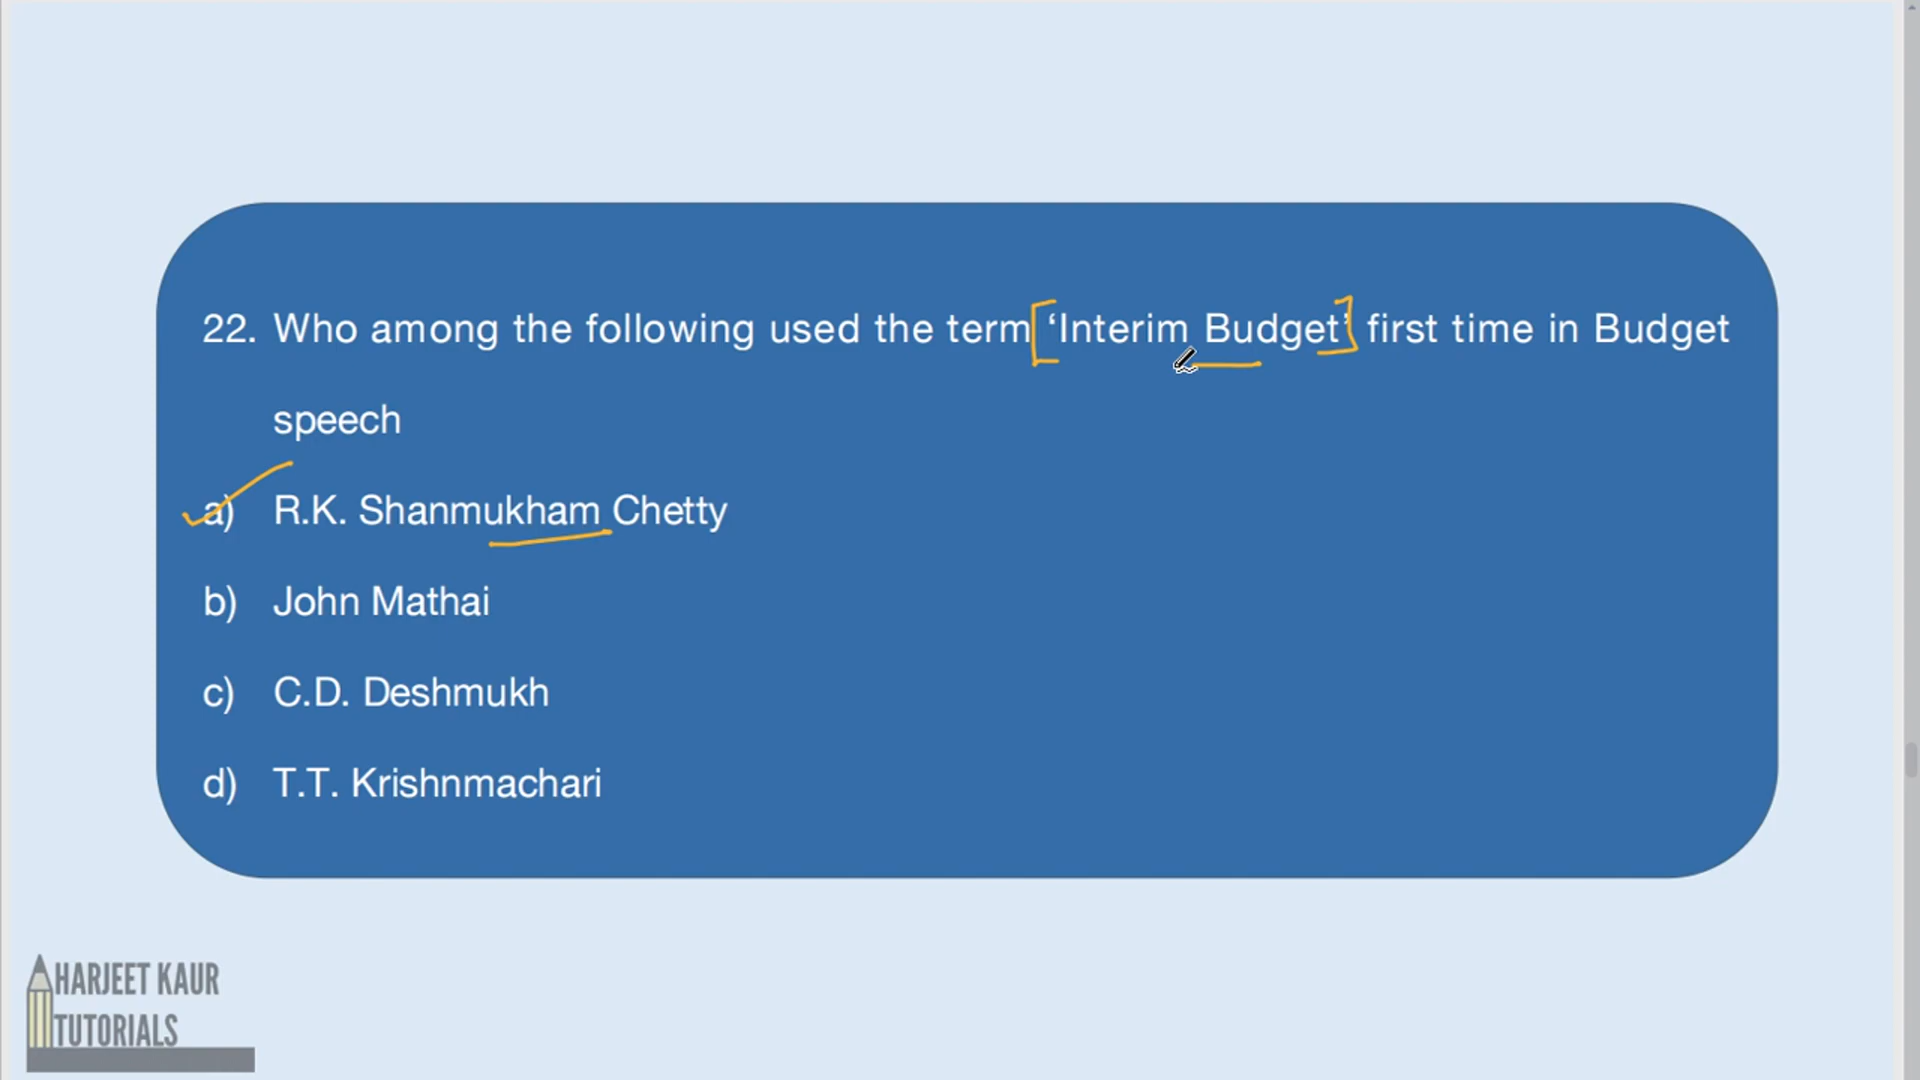 22. Who among the following used the term ‘Interim Budget’ first time in Budget
speech
a) R.K. Shanmukham Chetty
b) John Mathai
c) C.D. Deshmukh
d) T.T. Krishnmachari
HARJEET KAUR
TUTORIALS